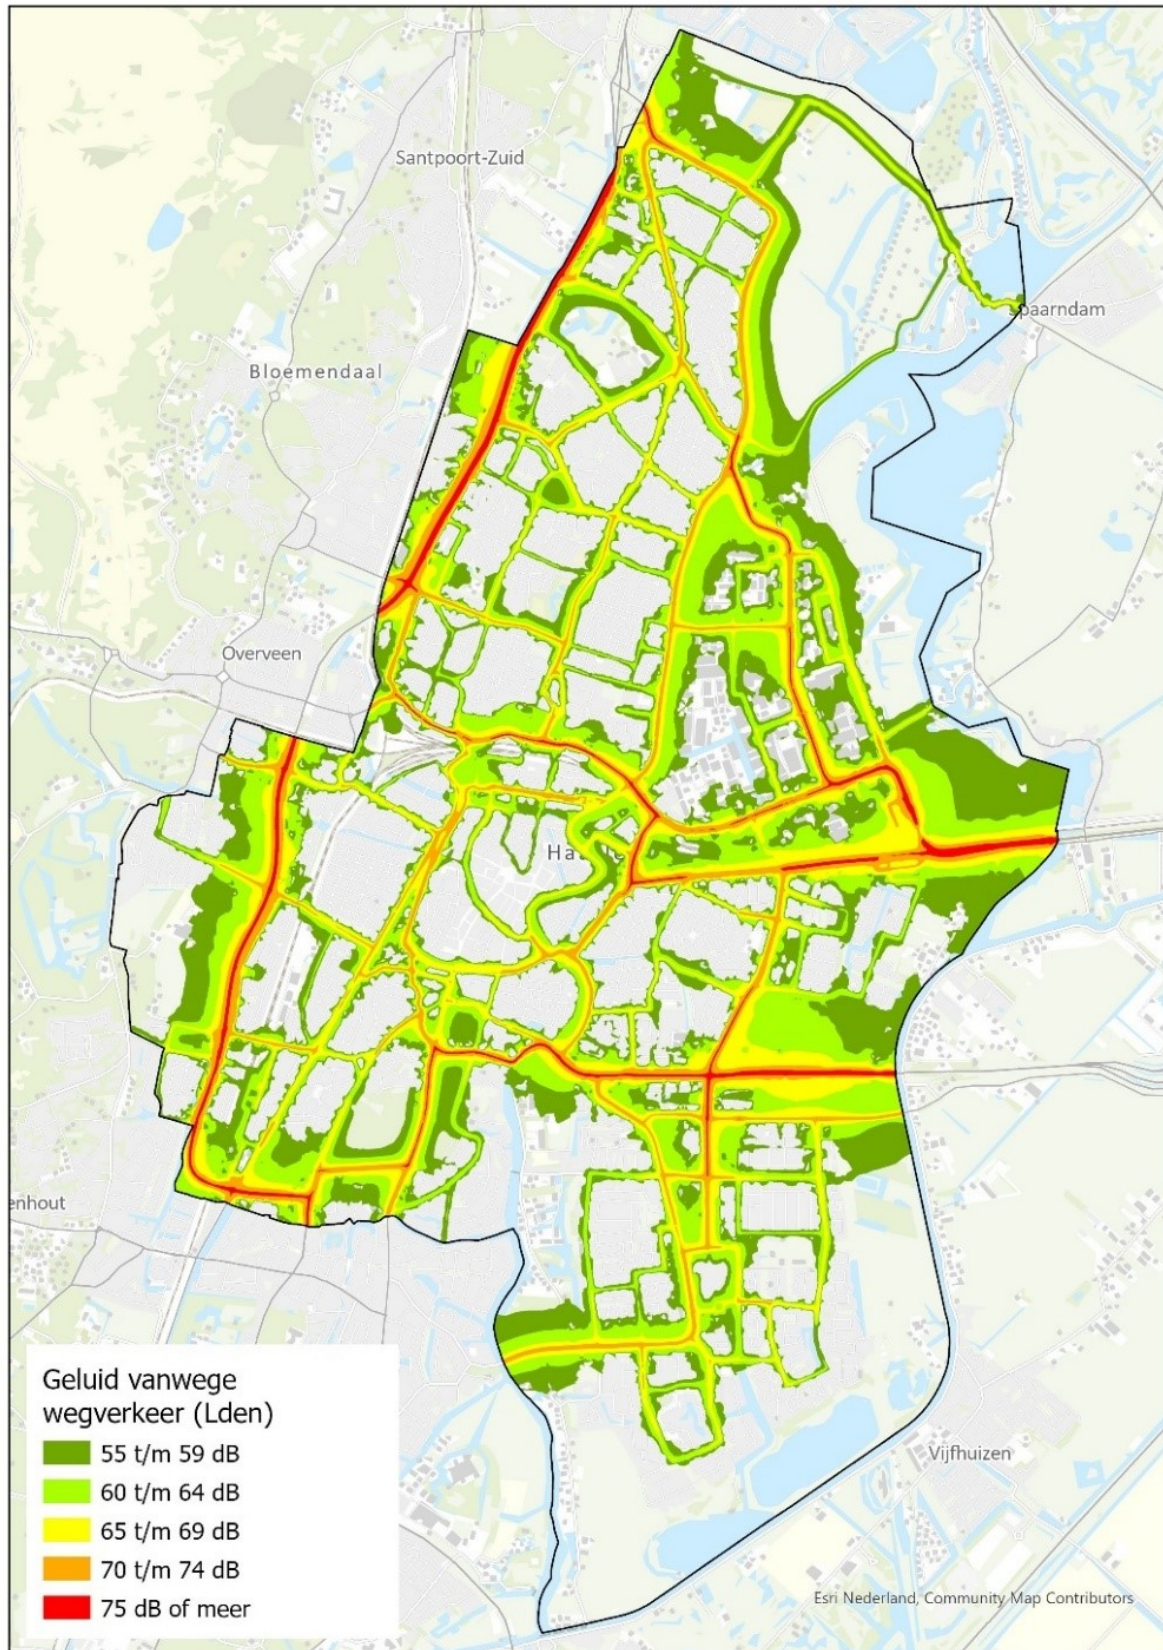 Santpoort-Zuid
Spaarndam
Bloemendaal
Overveen
enhout
Geluid vanwege
wegverkeer (Lden)
55 t/m 59 dB
60 t/m 64 dB
65 t/m 69 dB
70 t/m 74 dB
75 dB of meer
Vijfhuizen
Esri Nederland, Community Map Contributors